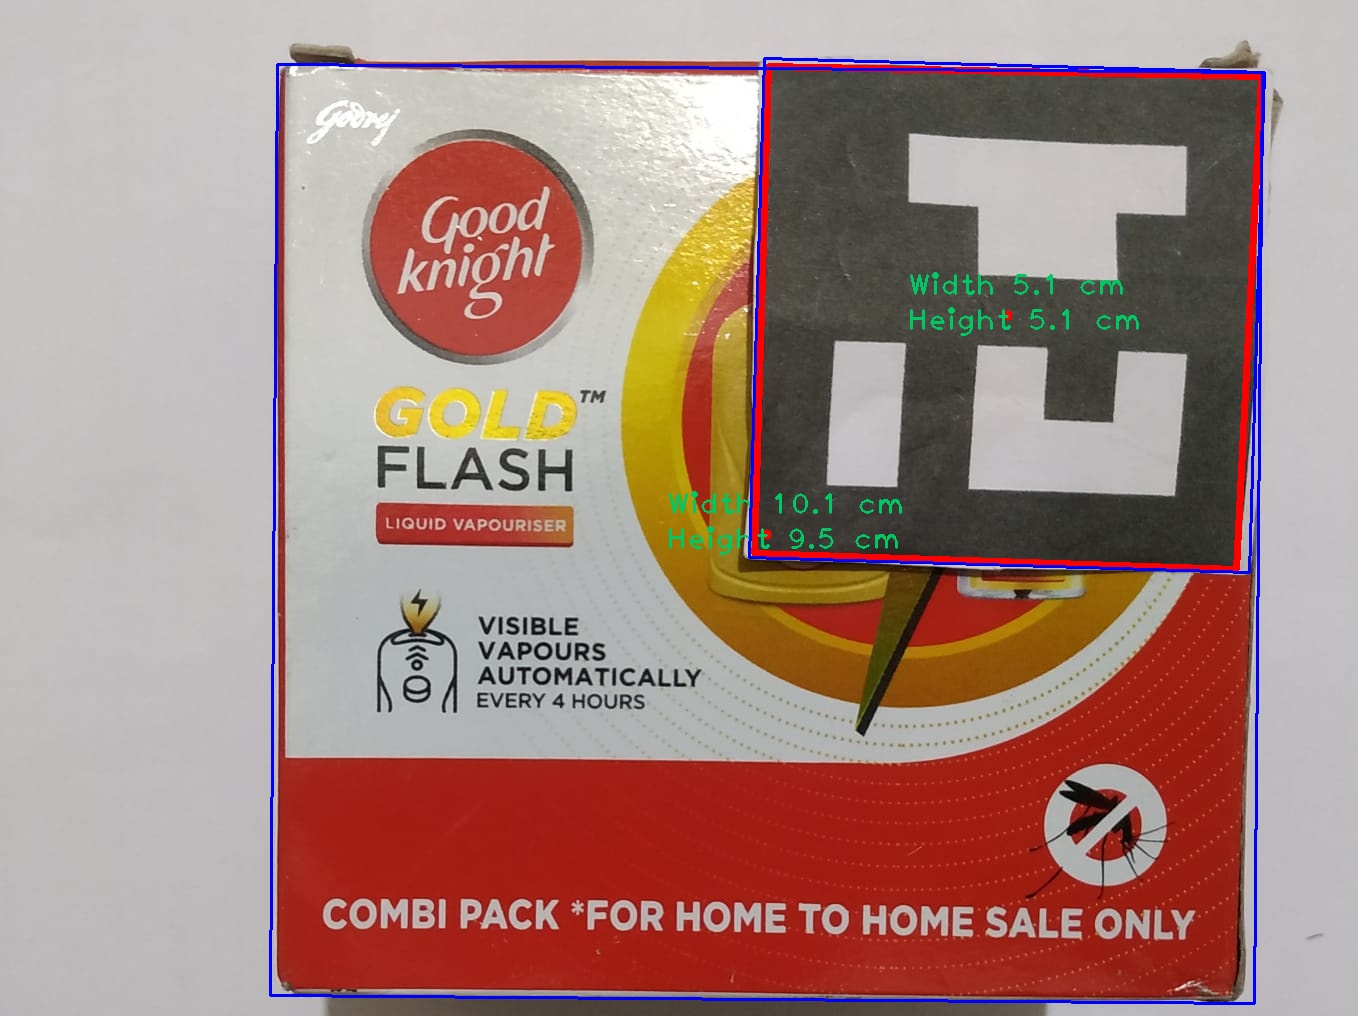 Godrej
Good
knight
GOLD™
FLASH
LIQUID VAPOURISER
VISIBLE
VAPOURS
AUTOMATICALLY
EVERY 4 HOURS
Width 5.1 cm
Height 5.1 cm
Width 10.1 cm
Height 9.5 cm
COMBI PACK *FOR HOME TO HOME SALE ONLY